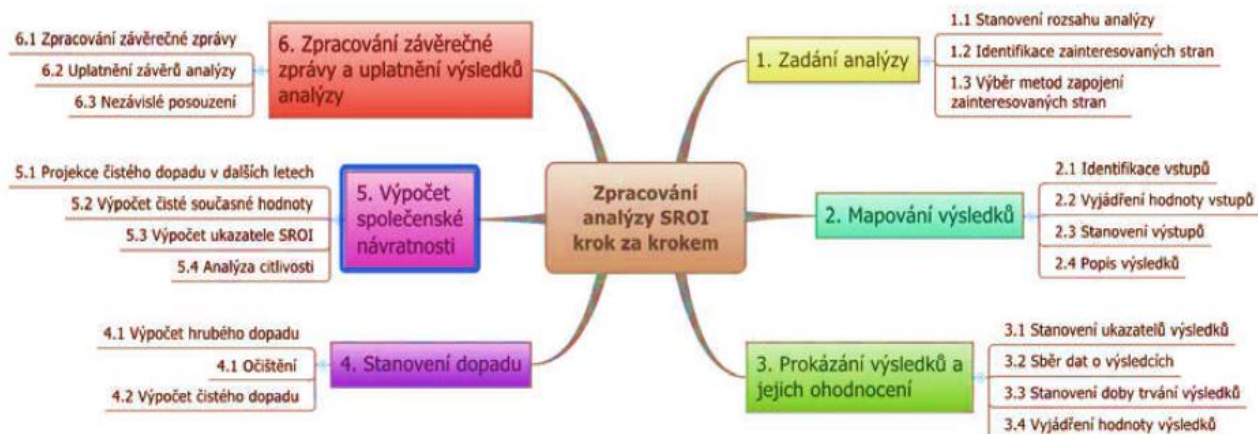 Zpracování
analýzy SROI
krok za krokem
1. Zadání analýzy
1.1 Stanovení rozsahu analýzy
1.2 Identifikace zainteresovaných stran
1.3 Výběr metod zapojení
zainteresovaných stran
2. Mapování výsledků
2.1 Identifikace vstupů
2.2 Vyjádření hodnoty vstupů
2.3 Stanovení výstupů
2.4 Popis výsledků
3. Prokázání výsledků a
jejich ohodnocení
3.1 Stanovení ukazatelů výsledků
3.2 Sběr dat o výsledcích
3.3 Stanovení doby trvání výsledků
3.4 Vyjádření hodnoty výsledků
4. Stanovení dopadu
4.1 Výpočet hrubého dopadu
4.1 Očištění
4.2 Výpočet čistého dopadu
5. Výpočet
společenské
návratnosti
5.1 Projekce čistého dopadu v dalších letech
5.2 Výpočet čisté současné hodnoty
5.3 Výpočet ukazatele SROI
5.4 Analýza citlivosti
6. Zpracování závěrečné
zprávy a uplatnění výsledků
analýzy
6.1 Zpracování závěrečné zprávy
6.2 Uplatnění závěrů analýzy
6.3 Nezávislé posouzení